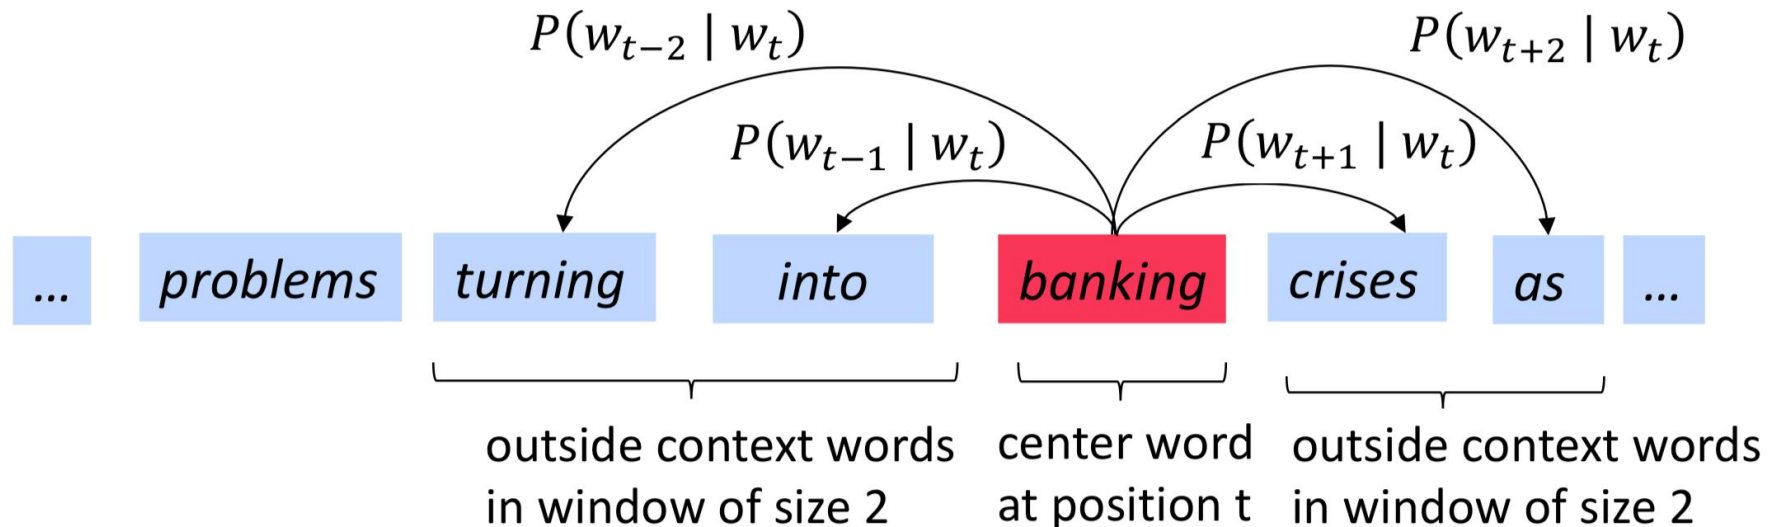 P(w_{t−2} | w_t) P(w_{t+2} | w_t)
P(w_{t−1} | w_t) P(w_{t+1} | w_t)
... problems turning into banking crises as ...
outside context words center word outside context words
in window of size 2 at position t in window of size 2